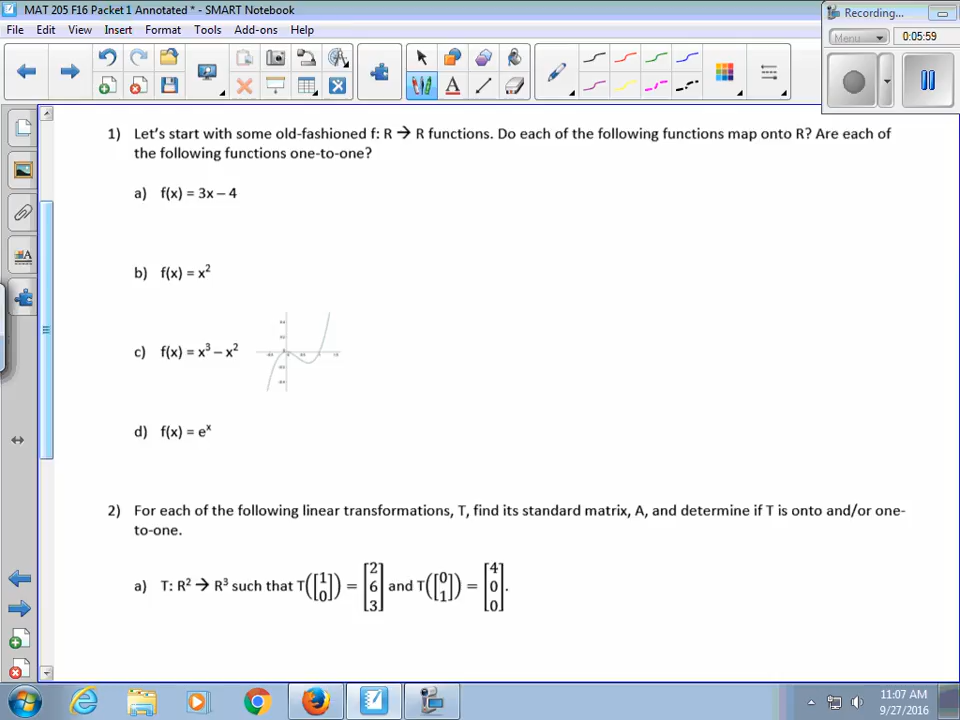 MAT 205 F16 Packet 1 Annotated * - SMART Notebook
Recording...
File Edit View Insert Format Tools Add-ons Help
Menu
0:05:59
1) Let's start with some old-fashioned f: R → R functions. Do each of the following functions map onto R? Are each of
the following functions one-to-one?
a) f(x) = 3x – 4
b) f(x) = x²
c) f(x) = x³ – x²
d) f(x) = eˣ
2) For each of the following linear transformations, T, find its standard matrix, A, and determine if T is onto and/or one-
to-one.
a) T: R² → R³ such that T([1 0]) = [2 6 3] and T([0 1]) = [4 0 0].
11:07 AM
9/27/2016